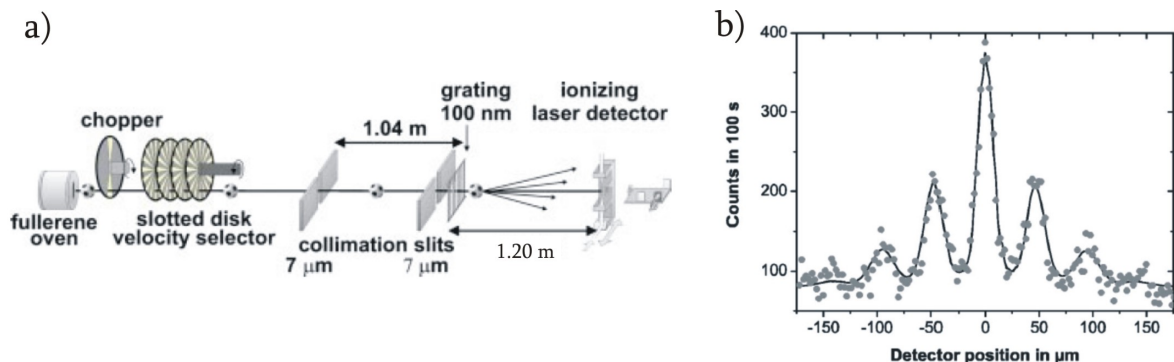 a)
chopper
fullerene
oven
slotted disk
velocity selector
1.04 m
collimation slits
7 μm
7 μm
grating
100 nm
ionizing
laser detector
1.20 m
b)
Counts in 100 s
400
300
200
100
-150
-100
-50
0
50
100
150
Detector position in µm